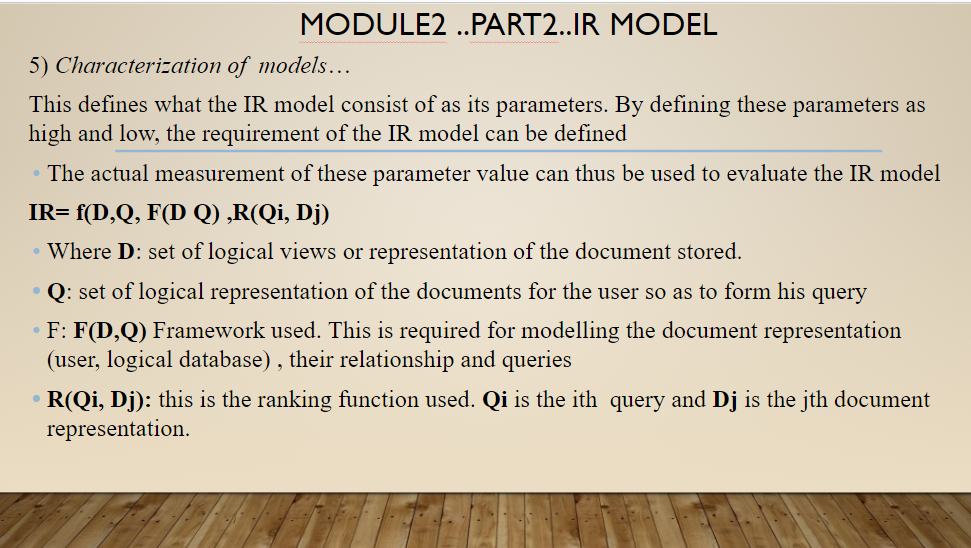 MODULE2 ..PART2..IR MODEL
5) Characterization of models…
This defines what the IR model consist of as its parameters. By defining these parameters as
high and low, the requirement of the IR model can be defined
• The actual measurement of these parameter value can thus be used to evaluate the IR model
IR= f(D,Q, F(D Q) ,R(Qi, Dj)
• Where D: set of logical views or representation of the document stored.
• Q: set of logical representation of the documents for the user so as to form his query
• F: F(D,Q) Framework used. This is required for modelling the document representation
(user, logical database) , their relationship and queries
• R(Qi, Dj): this is the ranking function used. Qi is the ith query and Dj is the jth document
representation.